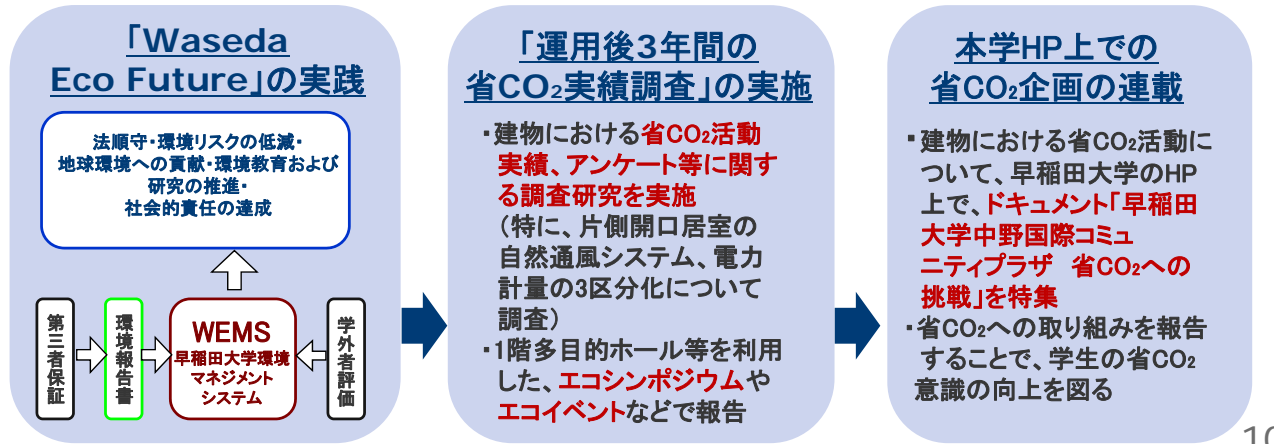 「Waseda
Eco Future」の実践
法順守・環境リスクの低減・
地球環境への貢献・環境教育および
研究の推進・
社会的責任の達成
第三者保証
環境報告書
WEMS
早稲田大学環境
マネジメント
システム
学外者評価
「運用後3年間の
省CO₂実績調査」の実施
・建物における省CO₂活動
実績、アンケート等に関す
る調査研究を実施
（特に、片側開口居室の
自然通風システム、電力
計量の3区分化について
調査）
・1階多目的ホール等を利用
した、エコシンポジウムや
エコイベントなどで報告
本学HP上での
省CO₂企画の連載
・建物における省CO₂活動に
ついて、早稲田大学のHP
上で、ドキュメント「早稲田
大学中野国際コミュ
ニティプラザ　省CO₂への
挑戦」を特集
・省CO₂への取り組みを報告
することで、学生の省CO₂
意識の向上を図る